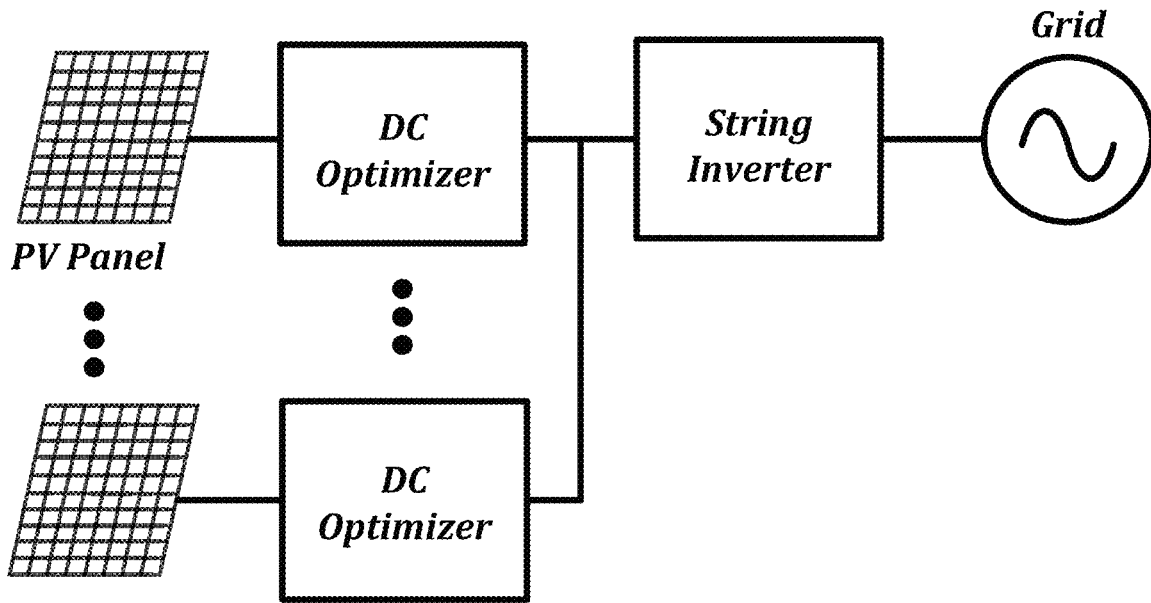 Grid
DC
Optimizer
String
Inverter
PV Panel
DC
Optimizer